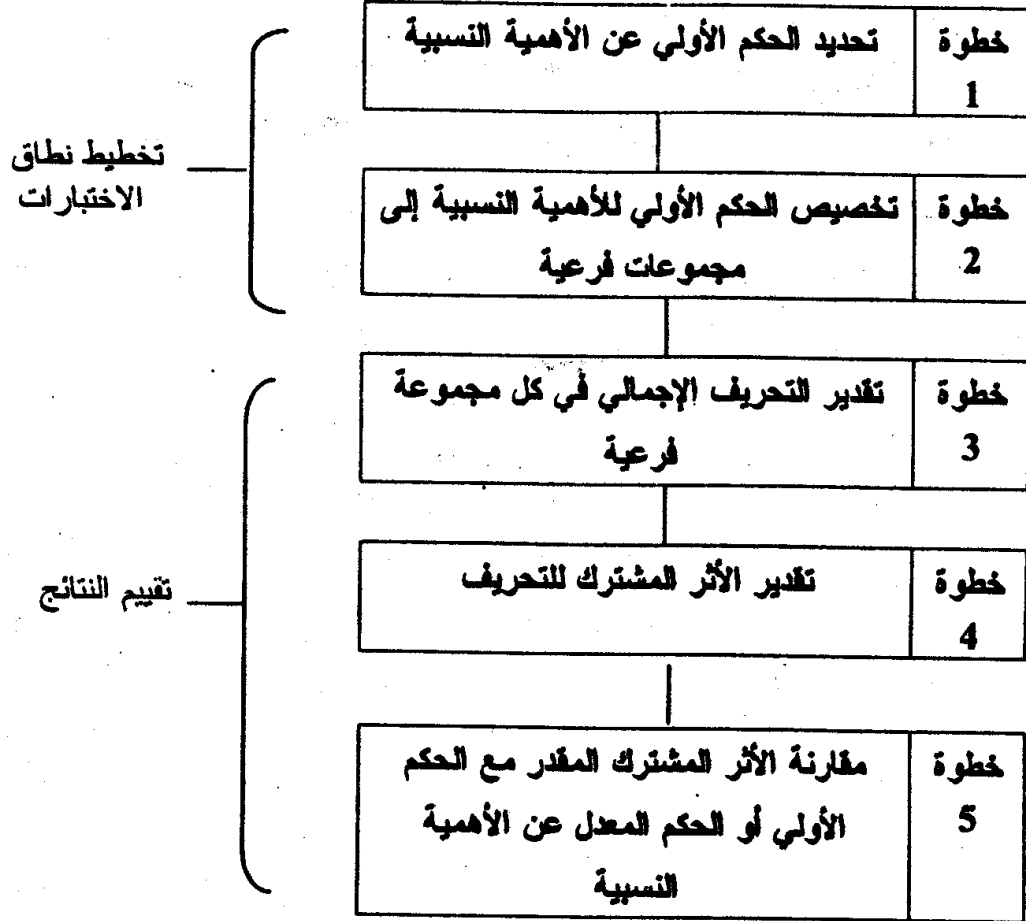 خطوة
1
تحديد الحكم الأولي عن الأهمية النسبية
خطوة
2
تخصيص الحكم الأولي للأهمية النسبية إلى
مجموعات فرعية
تخطيط نطاق
الاختبارات
خطوة
3
تقدير التحريف الإجمالي في كل مجموعة
فرعية
خطوة
4
تقدير الأثر المشترك للتحريف
خطوة
5
مقارنة الأثر المشترك المقدر مع الحكم
الأولي أو الحكم المعدل عن الأهمية
النسبية
تقييم النتائج